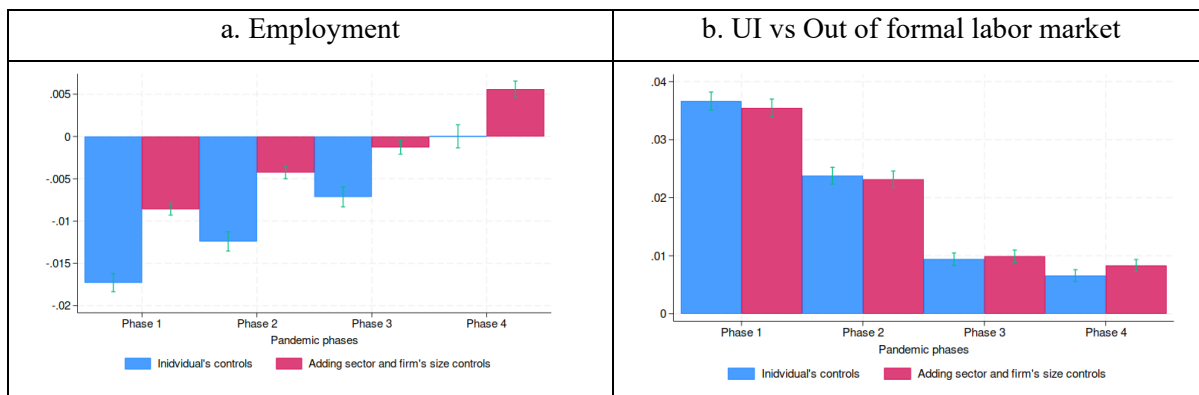 a. Employment
b. UI vs Out of formal labor market
.005
0
-.005
-.01
-.015
-.02
Phase 1 Phase 2 Phase 3 Phase 4
Pandemic phases
Inidvidual's controls Adding sector and firm's size controls
.04
.03
.02
.01
0
Phase 1 Phase 2 Phase 3 Phase 4
Pandemic phases
Inidvidual's controls Adding sector and firm's size controls